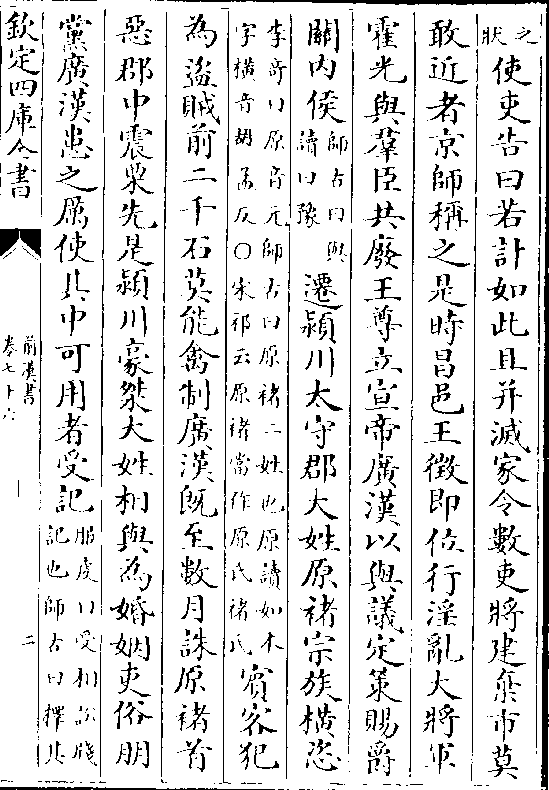 之狀使吏告曰若計如此且并滅家令數吏將建棄市莫
敢近者京師稱之是時昌邑王徵即位行淫亂大將軍
霍光與羣臣共廢王尊立宣帝廣漢以與議定策賜爵
關內侯師古曰與讀曰豫遷潁川太守郡大姓原褚宗族橫恣
李竒曰原音元師古曰原褚二姓也原讀如本字橫音胡孟反○宋祁云原褚當作原氏褚氏賔客犯
為盜賊前二千石莫能禽制廣漢既至數月誅原褚首
惡郡中震栗先是潁川豪桀大姓相與為婚姻吏俗朋
黨廣漢患之厲使其中可用者受記服虔曰受相訟牋記也師古曰擇其
欽定四庫全書
前漢書
卷七十六
二